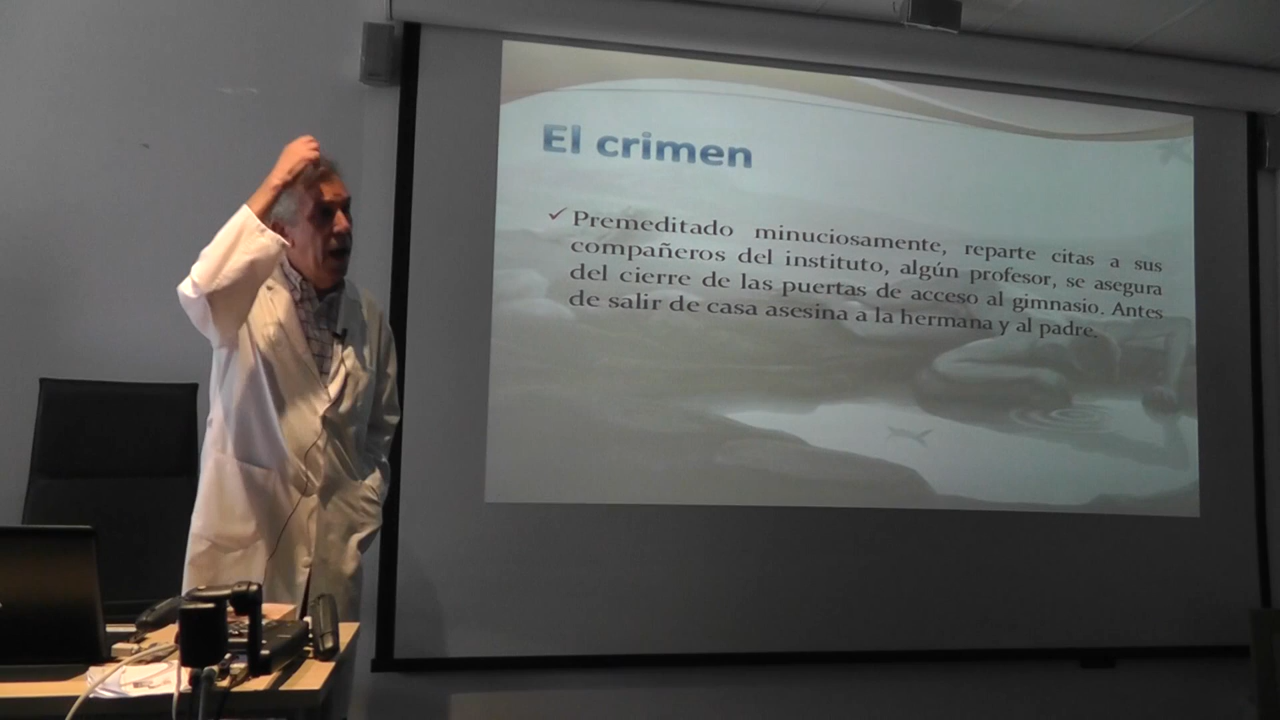 El crimen
✓ Premeditado minuciosamente, reparte citas a sus
compañeros del instituto, algún profesor, se asegura
del cierre de las puertas de acceso al gimnasio. Antes
de salir de casa asesina a la hermana y al padre.